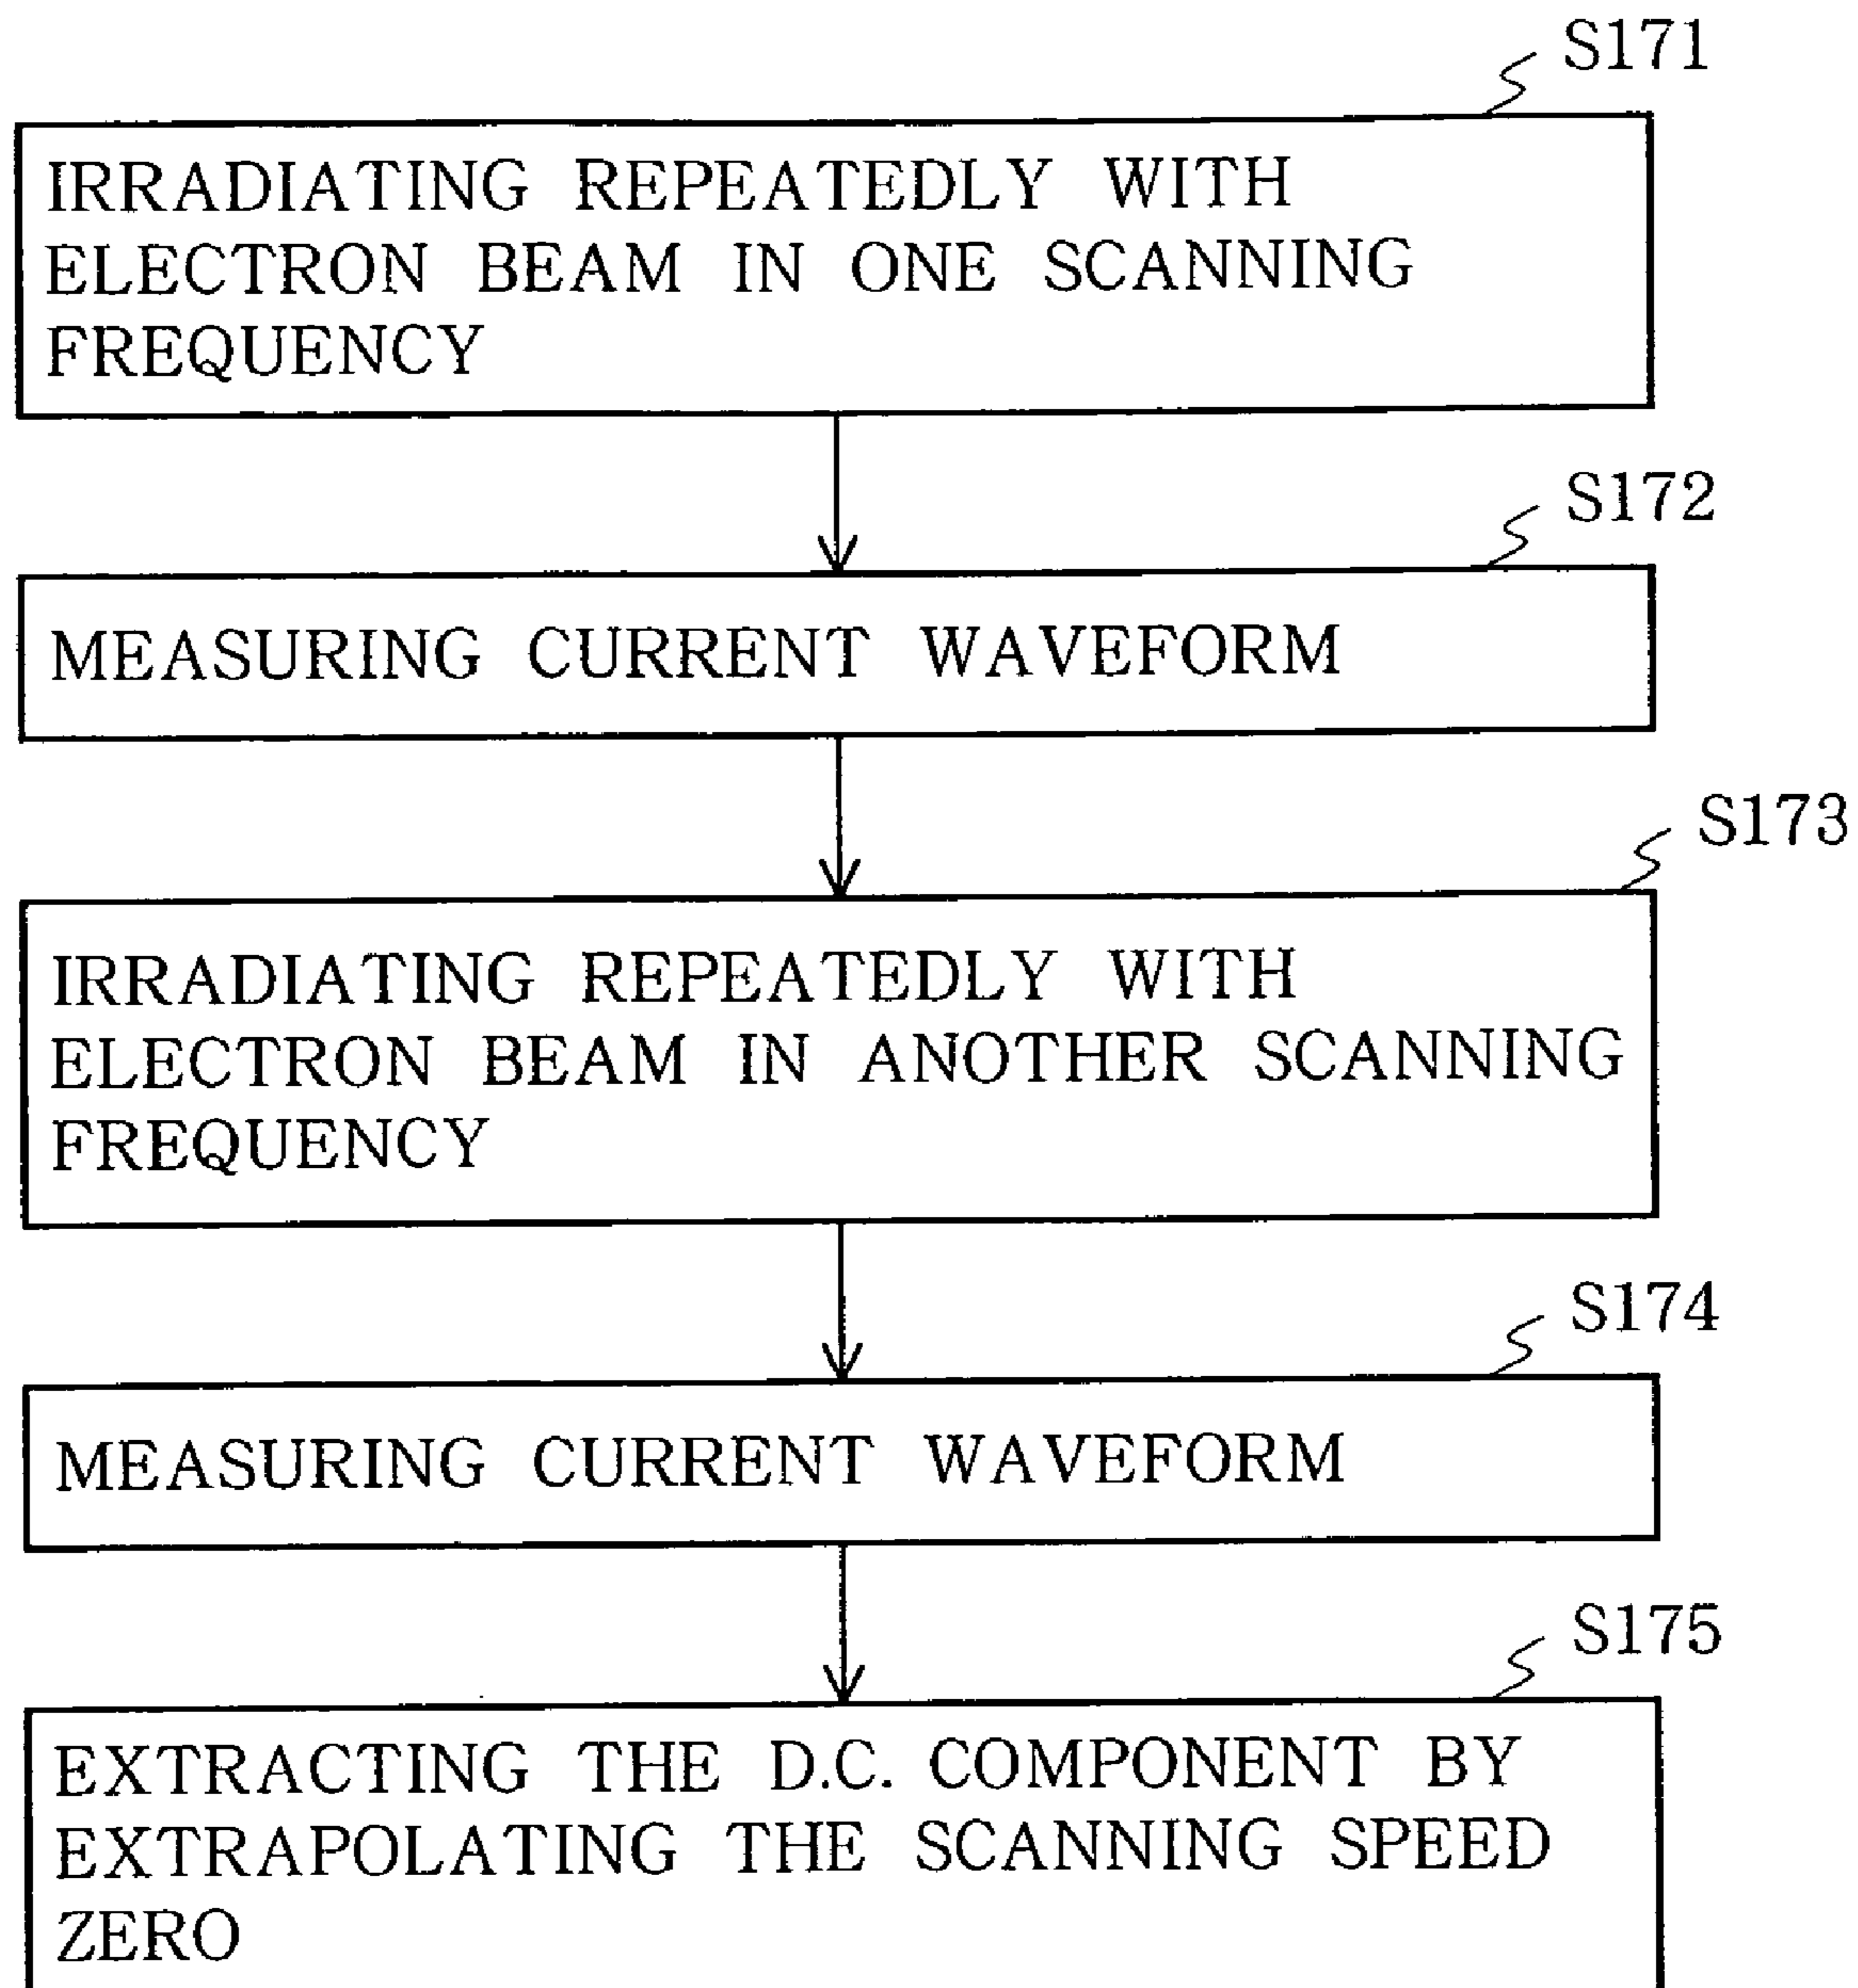 S171
IRRADIATING REPEATEDLY WITH
ELECTRON BEAM IN ONE SCANNING
FREQUENCY
S172
MEASURING CURRENT WAVEFORM
S173
IRRADIATING REPEATEDLY WITH
ELECTRON BEAM IN ANOTHER SCANNING
FREQUENCY
S174
MEASURING CURRENT WAVEFORM
S175
EXTRACTING THE D.C. COMPONENT BY
EXTRAPOLATING THE SCANNING SPEED
ZERO